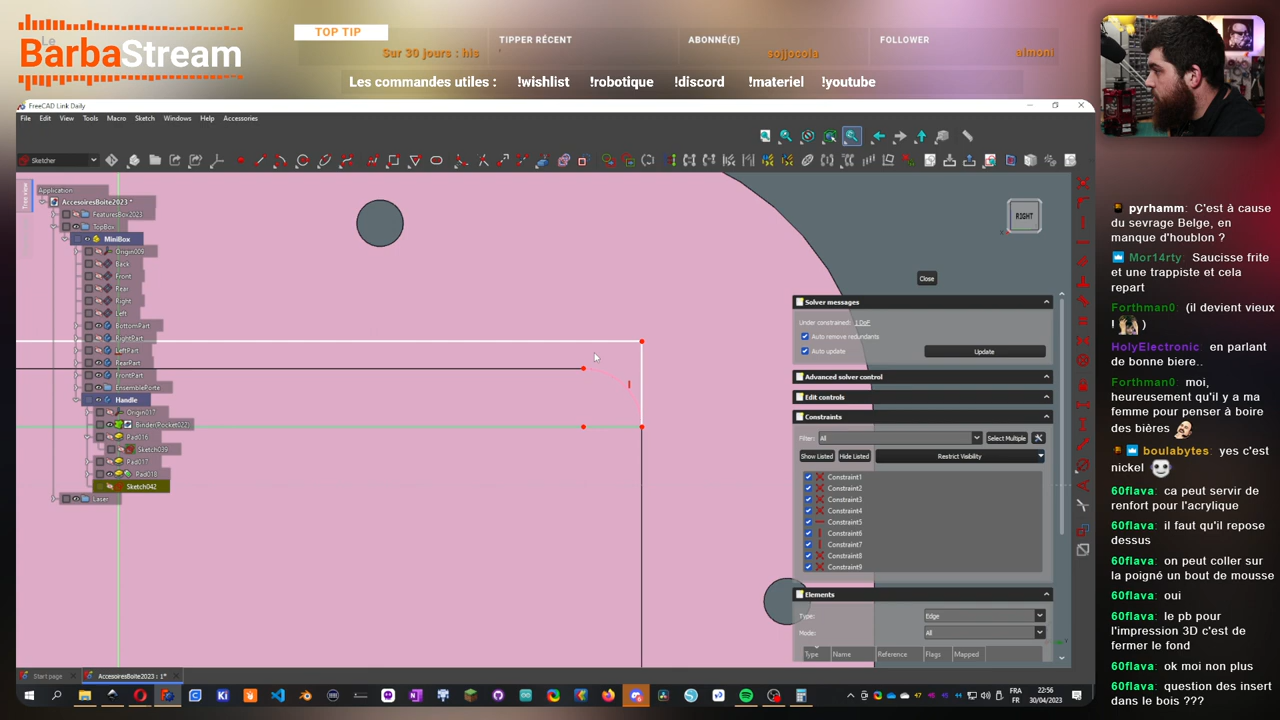 Le
BarbaStream
TOP TIP
Sur 30 jours : his
TIPPER RÉCENT
ABONNÉ(E)
sojjocola
FOLLOWER
aimoni
Les commandes utiles :
!wishlist
!robotique
!discord
!materiel
!youtube
FreeCAD Link Daily
File
Edit
View
Tools
Macro
Sketch
Windows
Help
Accessories
Sketcher
Tree view
Application
AccesoiresBoite2023 *
FeaturesBox2023
TopBox
MiniBox
Origin009
Back
Front
Rear
Right
Left
BottomPart
RightPart
LeftPart
RearPart
FrontPart
EnsemblePorte
Handle
Origin017
Binder(Pocket022)
Pad016
Sketch039
Pad017
Pad018
Sketch042
Laser
RIGHT
Close
Solver messages
Under constrained: 1 DoF
Auto remove redundants
Auto update
Update
Advanced solver control
Edit controls
Constraints
Filter: All
Select Multiple
Show Listed
Hide Listed
Restrict Visibility
Constraint1
Constraint2
Constraint3
Constraint4
Constraint5
Constraint6
Constraint7
Constraint8
Constraint9
Elements
Type: Edge
Mode: All
Type
Name
Reference
Flags
Mapped
Start page
AccesoiresBoite2023 : 1*
FRA
FR
22:56
30/04/2023
pyrhamm: C'est à cause
du sevrage Belge, en
manque d'houblon ?
Mor14rty: Saucisse frite
et une trappiste et cela
repart
Forthman0: (il devient vieux
! )
HolyElectronic: en parlant
de bonne biere..
Forthman0: moi,
heureusement qu'il y a ma
femme pour penser à boire
des bières
boulabytes: yes c'est
nickel
60flava: ca peut servir de
renfort pour l'acrylique
60flava: il faut qu'il repose
dessus
60flava: on peut coller sur
la poigné un bout de mousse
60flava: oui
60flava: le pb pour
l'impression 3D c'est de
fermer le fond
60flava: ok moi non plus
60flava: question des insert
dans le bois ???